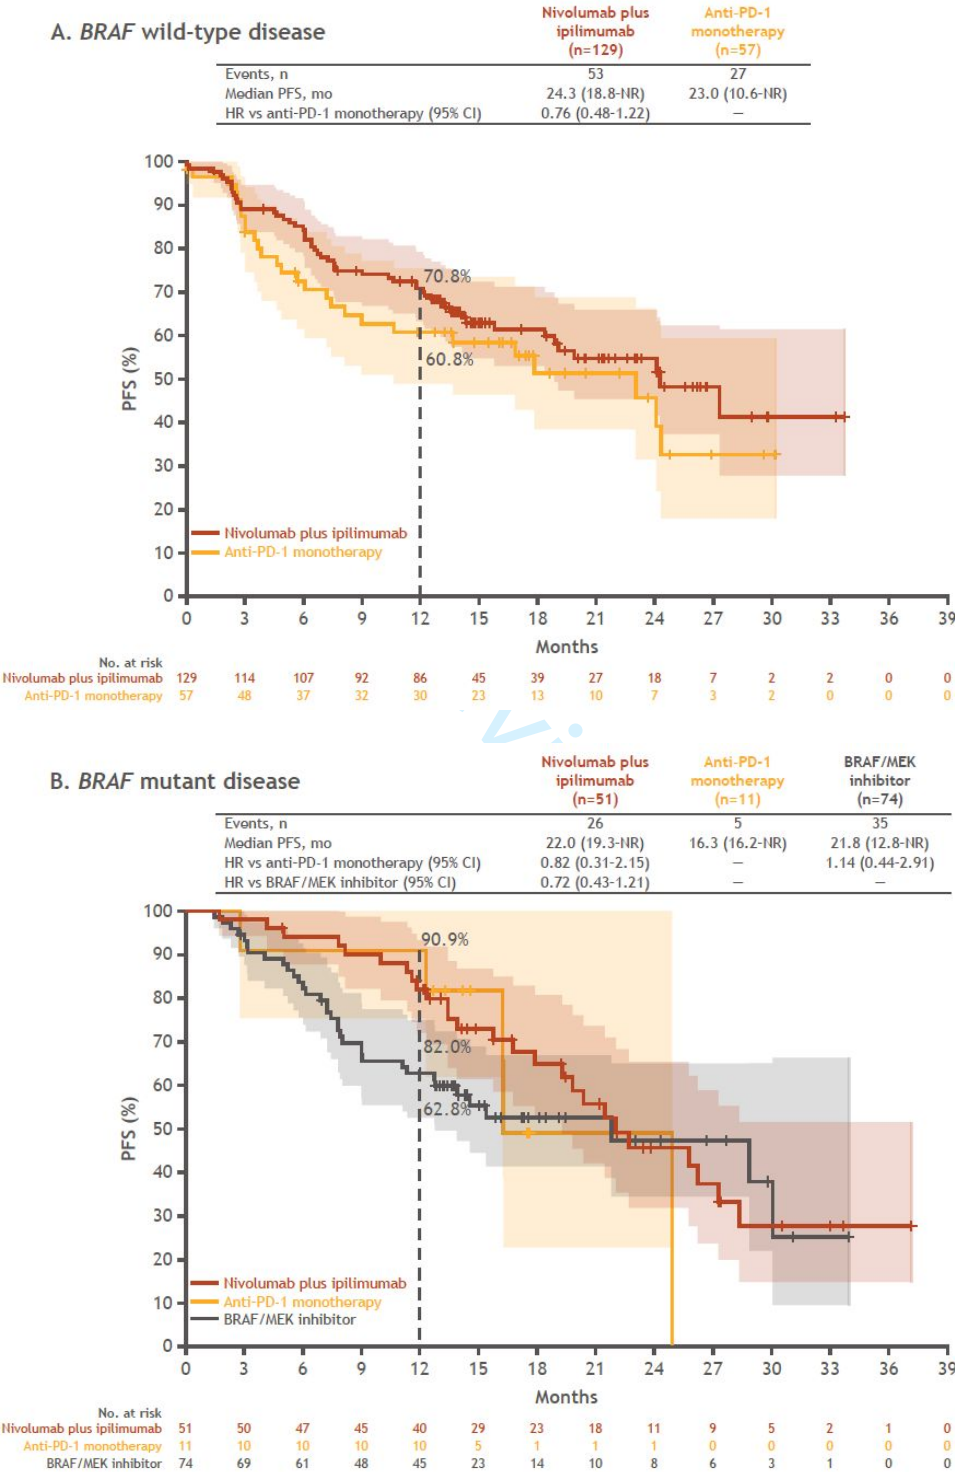 A. BRAF wild-type disease
Nivolumab plus ipilimumab (n=129) Anti-PD-1 monotherapy (n=57)
Events, n 53 27
Median PFS, mo 24.3 (18.8-NR) 23.0 (10.6-NR)
HR vs anti-PD-1 monotherapy (95% CI) 0.76 (0.48-1.22) —
PFS (%)
100
90
80
70
60
50
40
30
20
10
0
70.8%
60.8%
Nivolumab plus ipilimumab
Anti-PD-1 monotherapy
0 3 6 9 12 15 18 21 24 27 30 33 36 39
Months
No. at risk
Nivolumab plus ipilimumab 129 114 107 92 86 45 39 27 18 7 2 2 0 0
Anti-PD-1 monotherapy 57 48 37 32 30 23 13 10 7 3 2 0 0 0
B. BRAF mutant disease
Nivolumab plus ipilimumab (n=51) Anti-PD-1 monotherapy (n=11) BRAF/MEK inhibitor (n=74)
Events, n 26 5 35
Median PFS, mo 22.0 (19.3-NR) 16.3 (16.2-NR) 21.8 (12.8-NR)
HR vs anti-PD-1 monotherapy (95% CI) 0.82 (0.31-2.15) — 1.14 (0.44-2.91)
HR vs BRAF/MEK inhibitor (95% CI) 0.72 (0.43-1.21) — —
PFS (%)
100
90
80
70
60
50
40
30
20
10
0
90.9%
82.0%
62.8%
Nivolumab plus ipilimumab
Anti-PD-1 monotherapy
BRAF/MEK inhibitor
0 3 6 9 12 15 18 21 24 27 30 33 36 39
Months
No. at risk
Nivolumab plus ipilimumab 51 50 47 45 40 29 23 18 11 9 5 2 1 0
Anti-PD-1 monotherapy 11 10 10 10 10 5 1 1 1 0 0 0 0 0
BRAF/MEK inhibitor 74 69 61 48 45 23 14 10 8 6 3 1 0 0